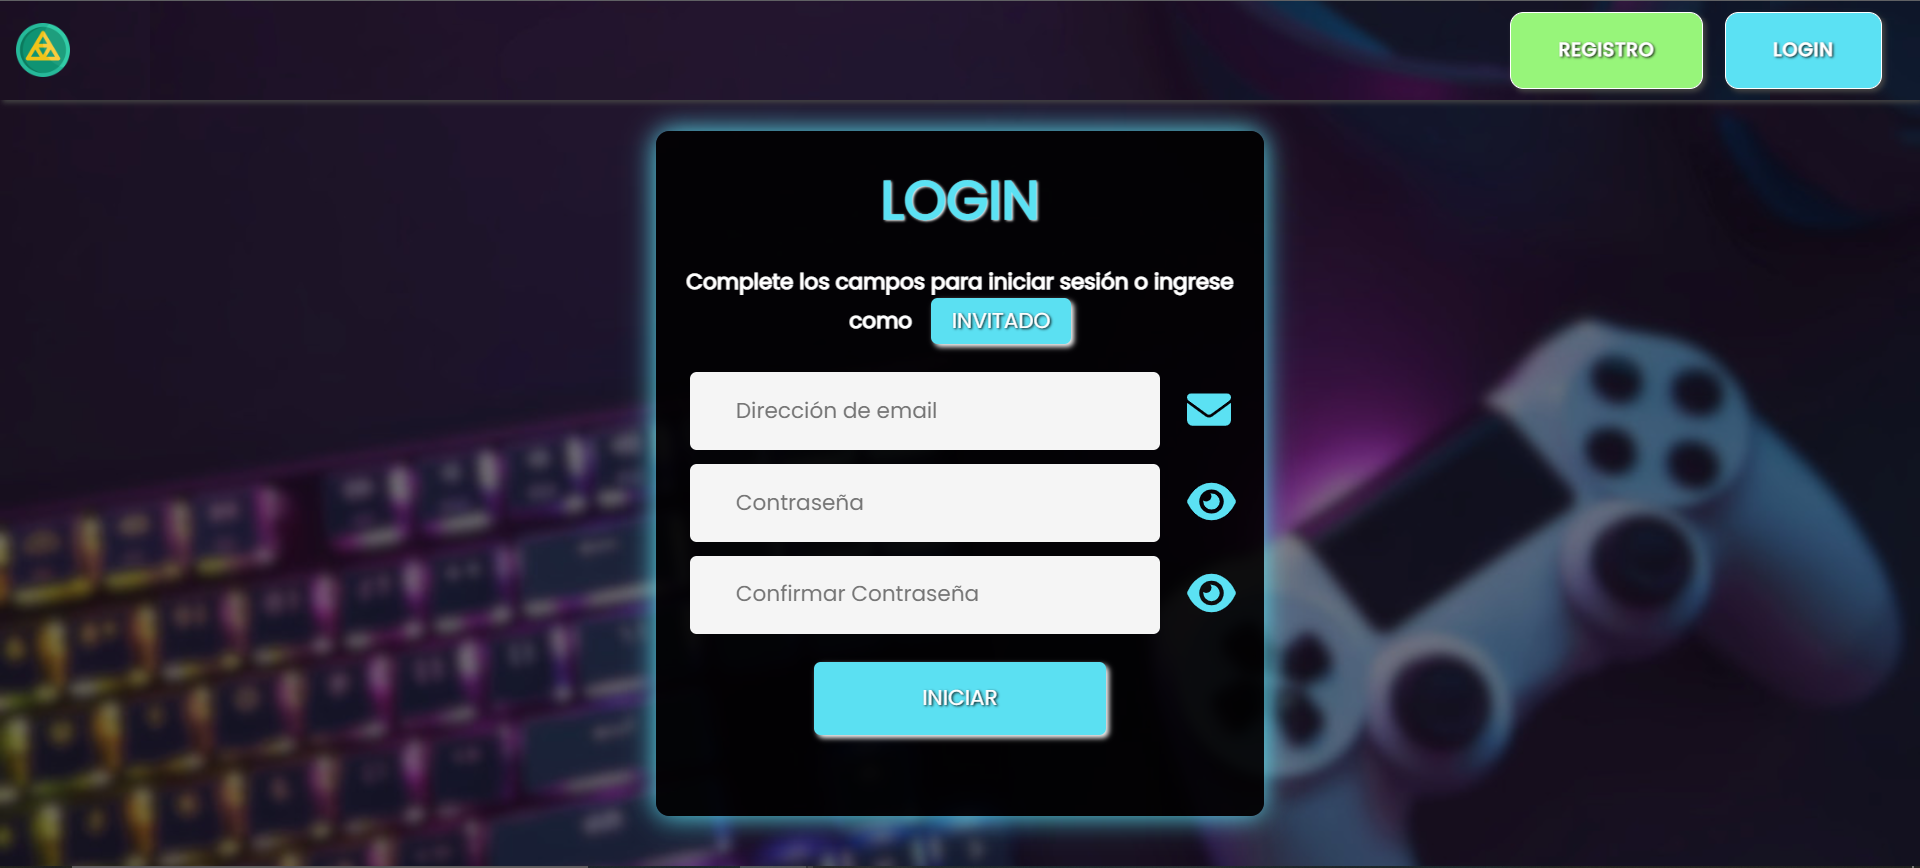 REGISTRO
LOGIN
LOGIN
Complete los campos para iniciar sesión o ingrese
como INVITADO
Dirección de email
Contraseña
Confirmar Contraseña
INICIAR